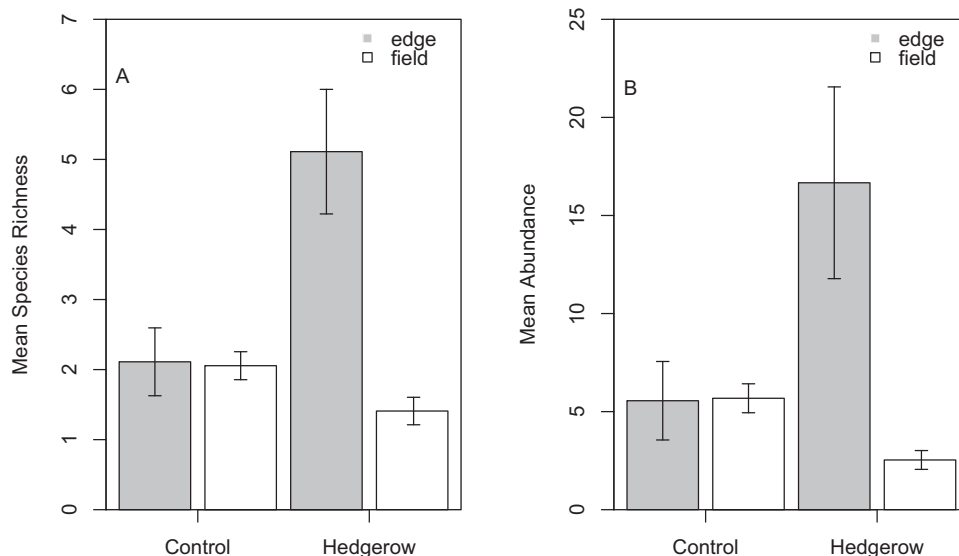 A
edge
field
Mean Species Richness
0
1
2
3
4
5
6
7
Control
Hedgerow
B
edge
field
Mean Abundance
0
5
10
15
20
25
Control
Hedgerow